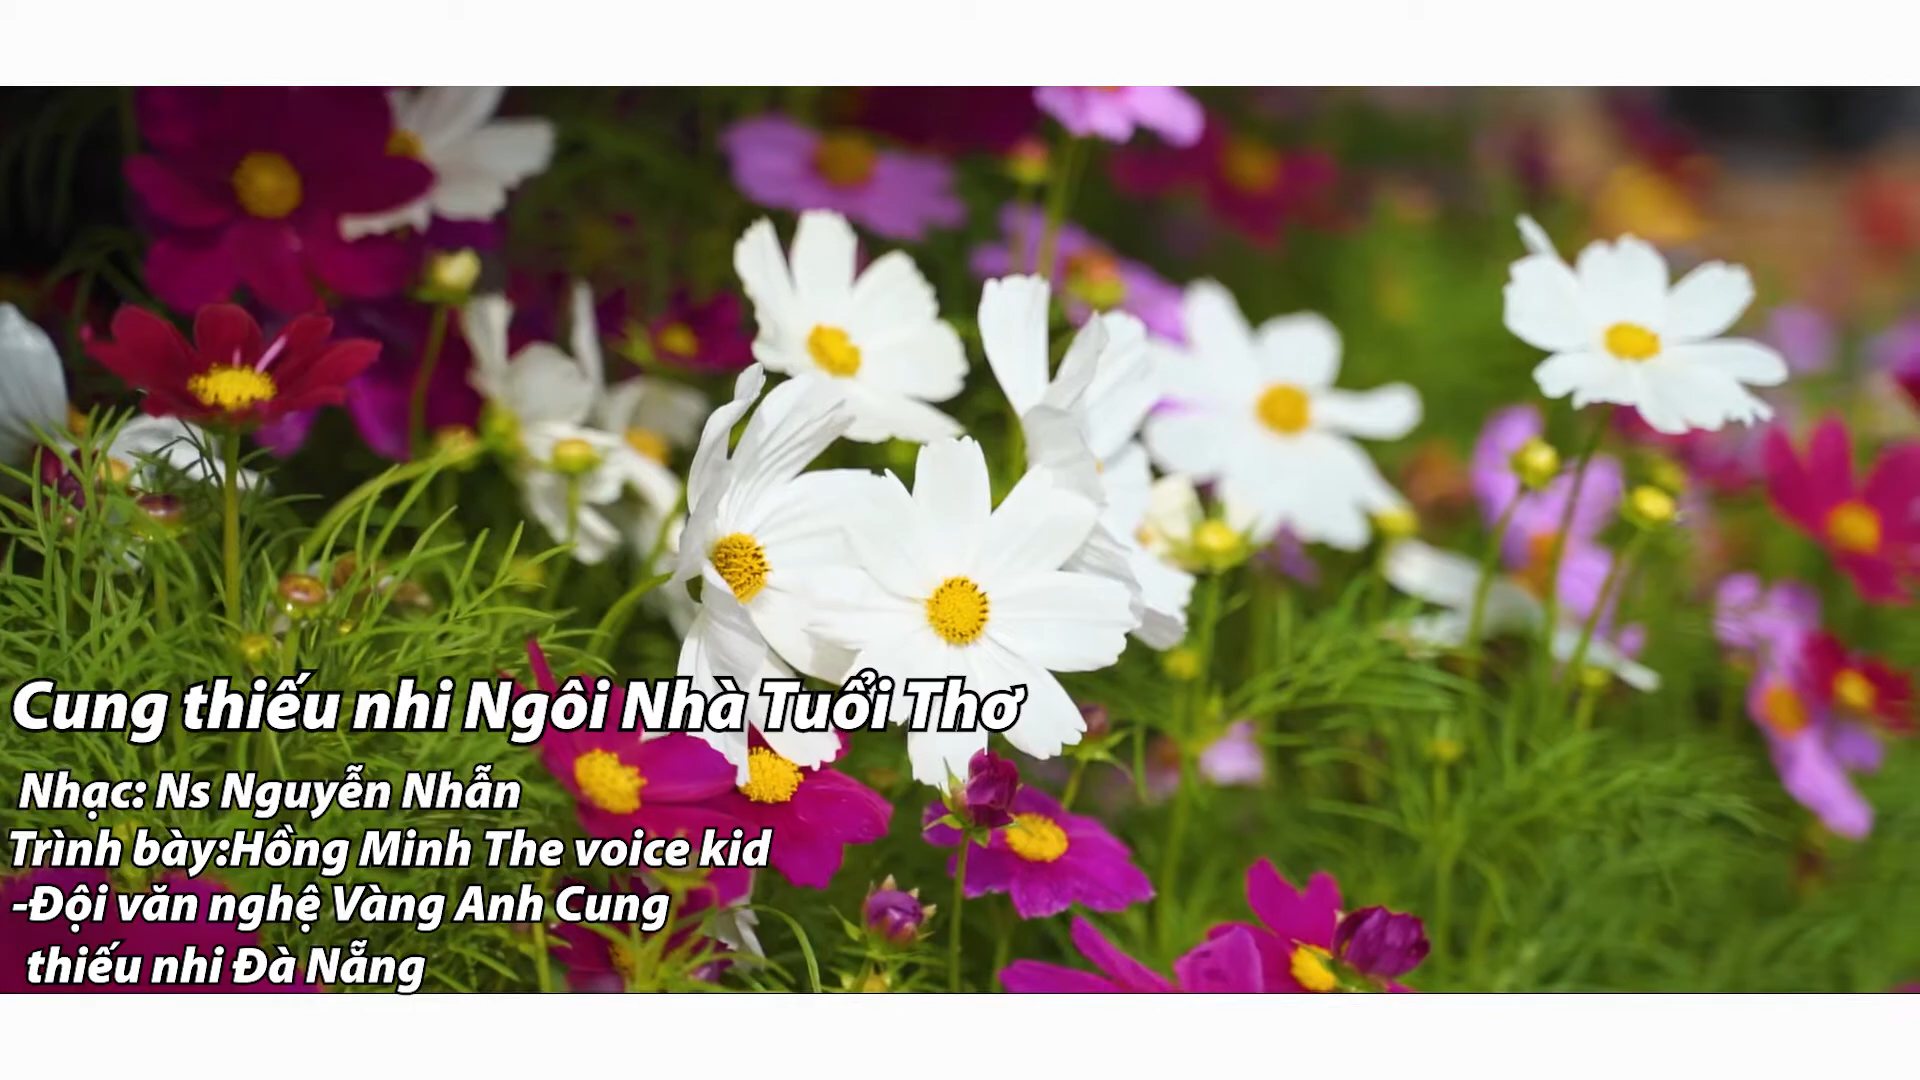 Cung thiếu nhi Ngôi Nhà Tuổi Thơ
Nhạc: Ns Nguyễn Nhẫn
Trình bày:Hồng Minh The voice kid
-Đội văn nghệ Vàng Anh Cung
thiếu nhi Đà Nẵng